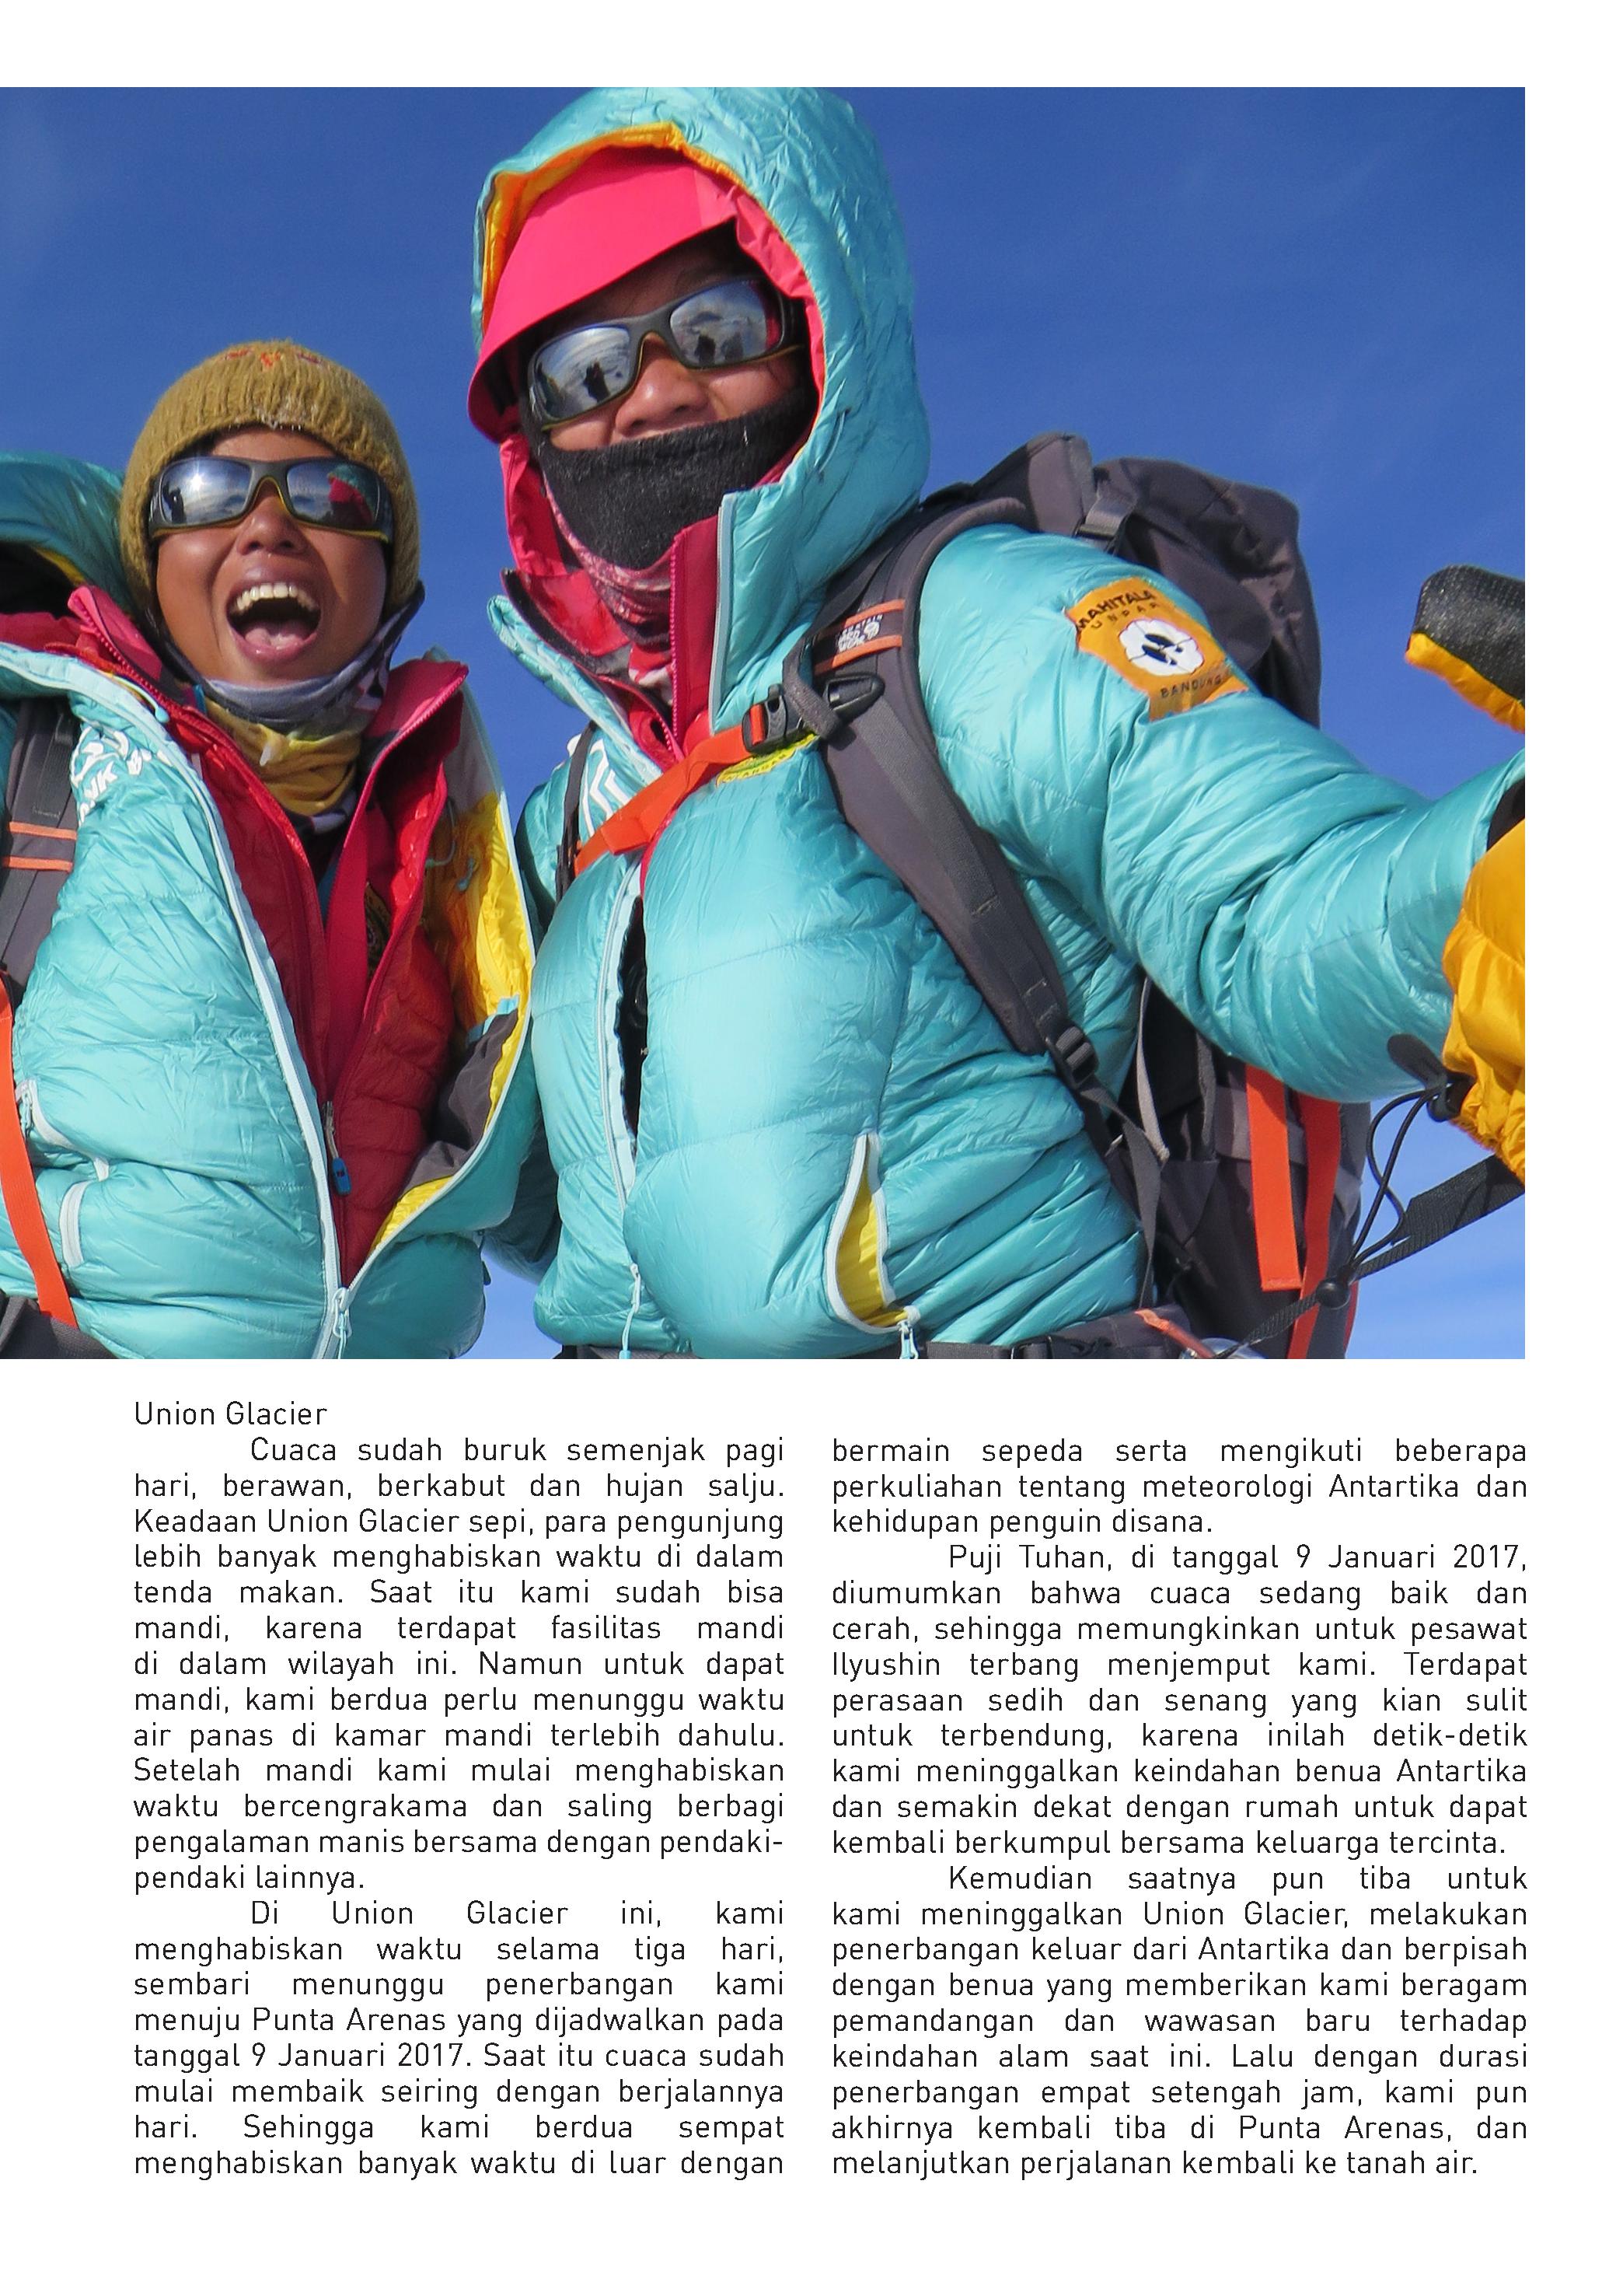 MAHITALA
UNPAR
BANDUNG
Union Glacier
Cuaca sudah buruk semenjak pagi
hari, berawan, berkabut dan hujan salju.
Keadaan Union Glacier sepi, para pengunjung
lebih banyak menghabiskan waktu di dalam
tenda makan. Saat itu kami sudah bisa
mandi, karena terdapat fasilitas mandi
di dalam wilayah ini. Namun untuk dapat
mandi, kami berdua perlu menunggu waktu
air panas di kamar mandi terlebih dahulu.
Setelah mandi kami mulai menghabiskan
waktu bercengrakama dan saling berbagi
pengalaman manis bersama dengan pendaki-
pendaki lainnya.
Di Union Glacier ini, kami
menghabiskan waktu selama tiga hari,
sembari menunggu penerbangan kami
menuju Punta Arenas yang dijadwalkan pada
tanggal 9 Januari 2017. Saat itu cuaca sudah
mulai membaik seiring dengan berjalannya
hari. Sehingga kami berdua sempat
menghabiskan banyak waktu di luar dengan
bermain sepeda serta mengikuti beberapa
perkuliahan tentang meteorologi Antartika dan
kehidupan penguin disana.
Puji Tuhan, di tanggal 9 Januari 2017,
diumumkan bahwa cuaca sedang baik dan
cerah, sehingga memungkinkan untuk pesawat
Ilyushin terbang menjemput kami. Terdapat
perasaan sedih dan senang yang kian sulit
untuk terbendung, karena inilah detik-detik
kami meninggalkan keindahan benua Antartika
dan semakin dekat dengan rumah untuk dapat
kembali berkumpul bersama keluarga tercinta.
Kemudian saatnya pun tiba untuk
kami meninggalkan Union Glacier, melakukan
penerbangan keluar dari Antartika dan berpisah
dengan benua yang memberikan kami beragam
pemandangan dan wawasan baru terhadap
keindahan alam saat ini. Lalu dengan durasi
penerbangan empat setengah jam, kami pun
akhirnya kembali tiba di Punta Arenas, dan
melanjutkan perjalanan kembali ke tanah air.